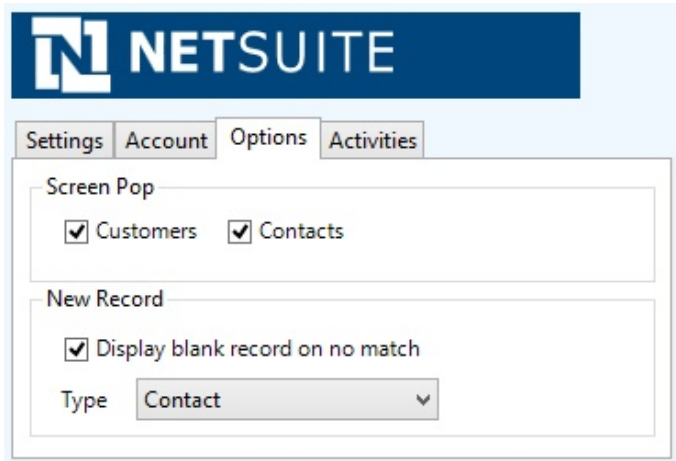 NETSUITE
Settings Account Options Activities
Screen Pop
Customers Contacts
New Record
Display blank record on no match
Type Contact